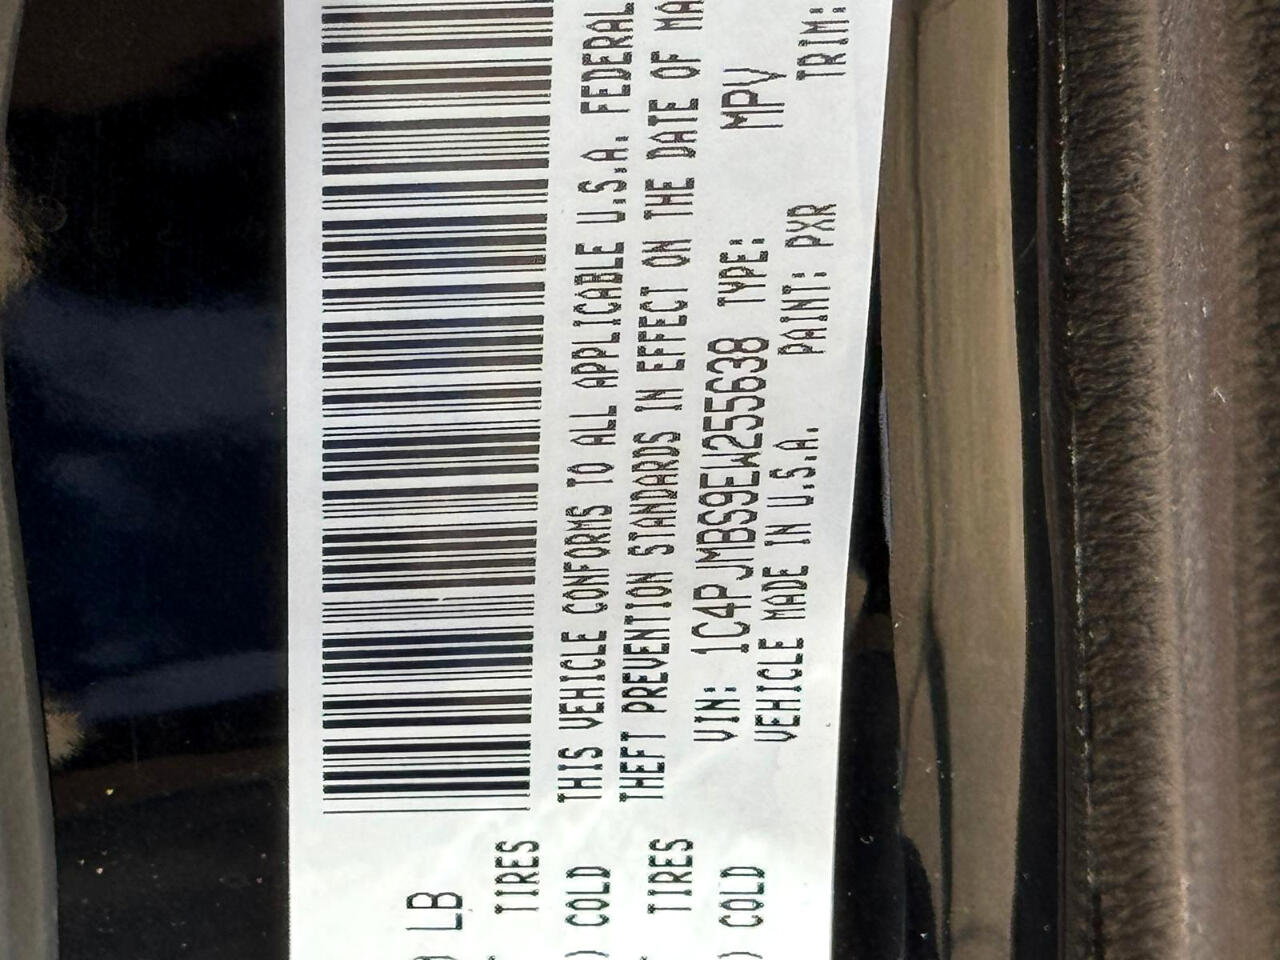 LB
TIRES
COLD
TIRES
COLD
THIS VEHICLE CONFORMS TO ALL APPLICABLE U.S.A. FEDERAL
THEFT PREVENTION STANDARDS IN EFFECT ON THE DATE OF MA
VIN: 1C4PJMBS9EW255638 TYPE: MPV
VEHICLE MADE IN U.S.A. PAINT: PXR TRIM: